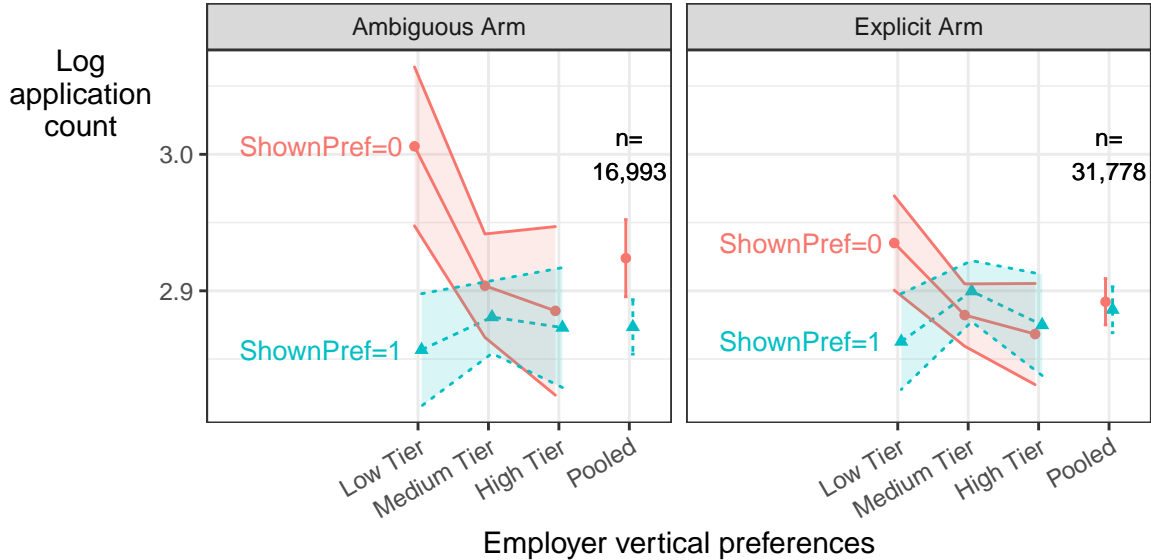 Ambiguous Arm
Explicit Arm
Log
application
count
3.0
2.9
ShownPref=0
ShownPref=1
n=
16,993
ShownPref=0
ShownPref=1
n=
31,778
Low Tier
Medium Tier
High Tier
Pooled
Low Tier
Medium Tier
High Tier
Pooled
Employer vertical preferences